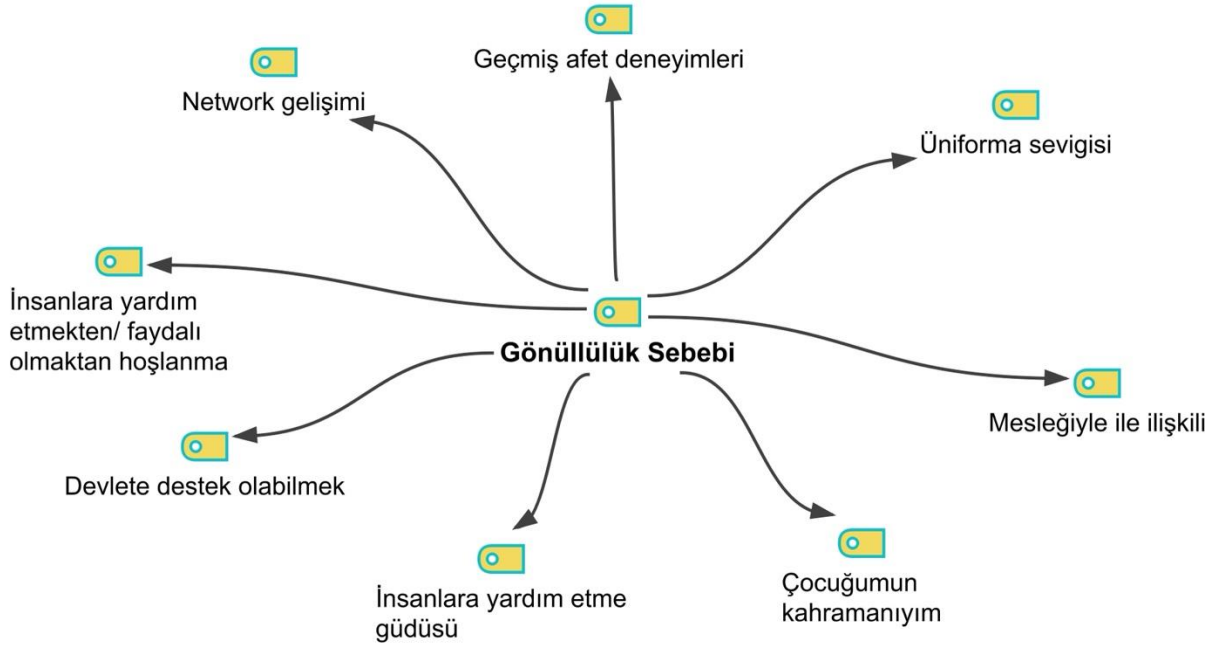 Geçmiş afet deneyimleri
Network gelişimi
Üniforma sevigisi
İnsanlara yardım
etmekten/ faydalı
olmaktan hoşlanma
Gönüllülük Sebebi
Mesleğiyle ile ilişkili
Devlete destek olabilmek
İnsanlara yardım etme
güdüsü
Çocuğumun
kahramanıyım